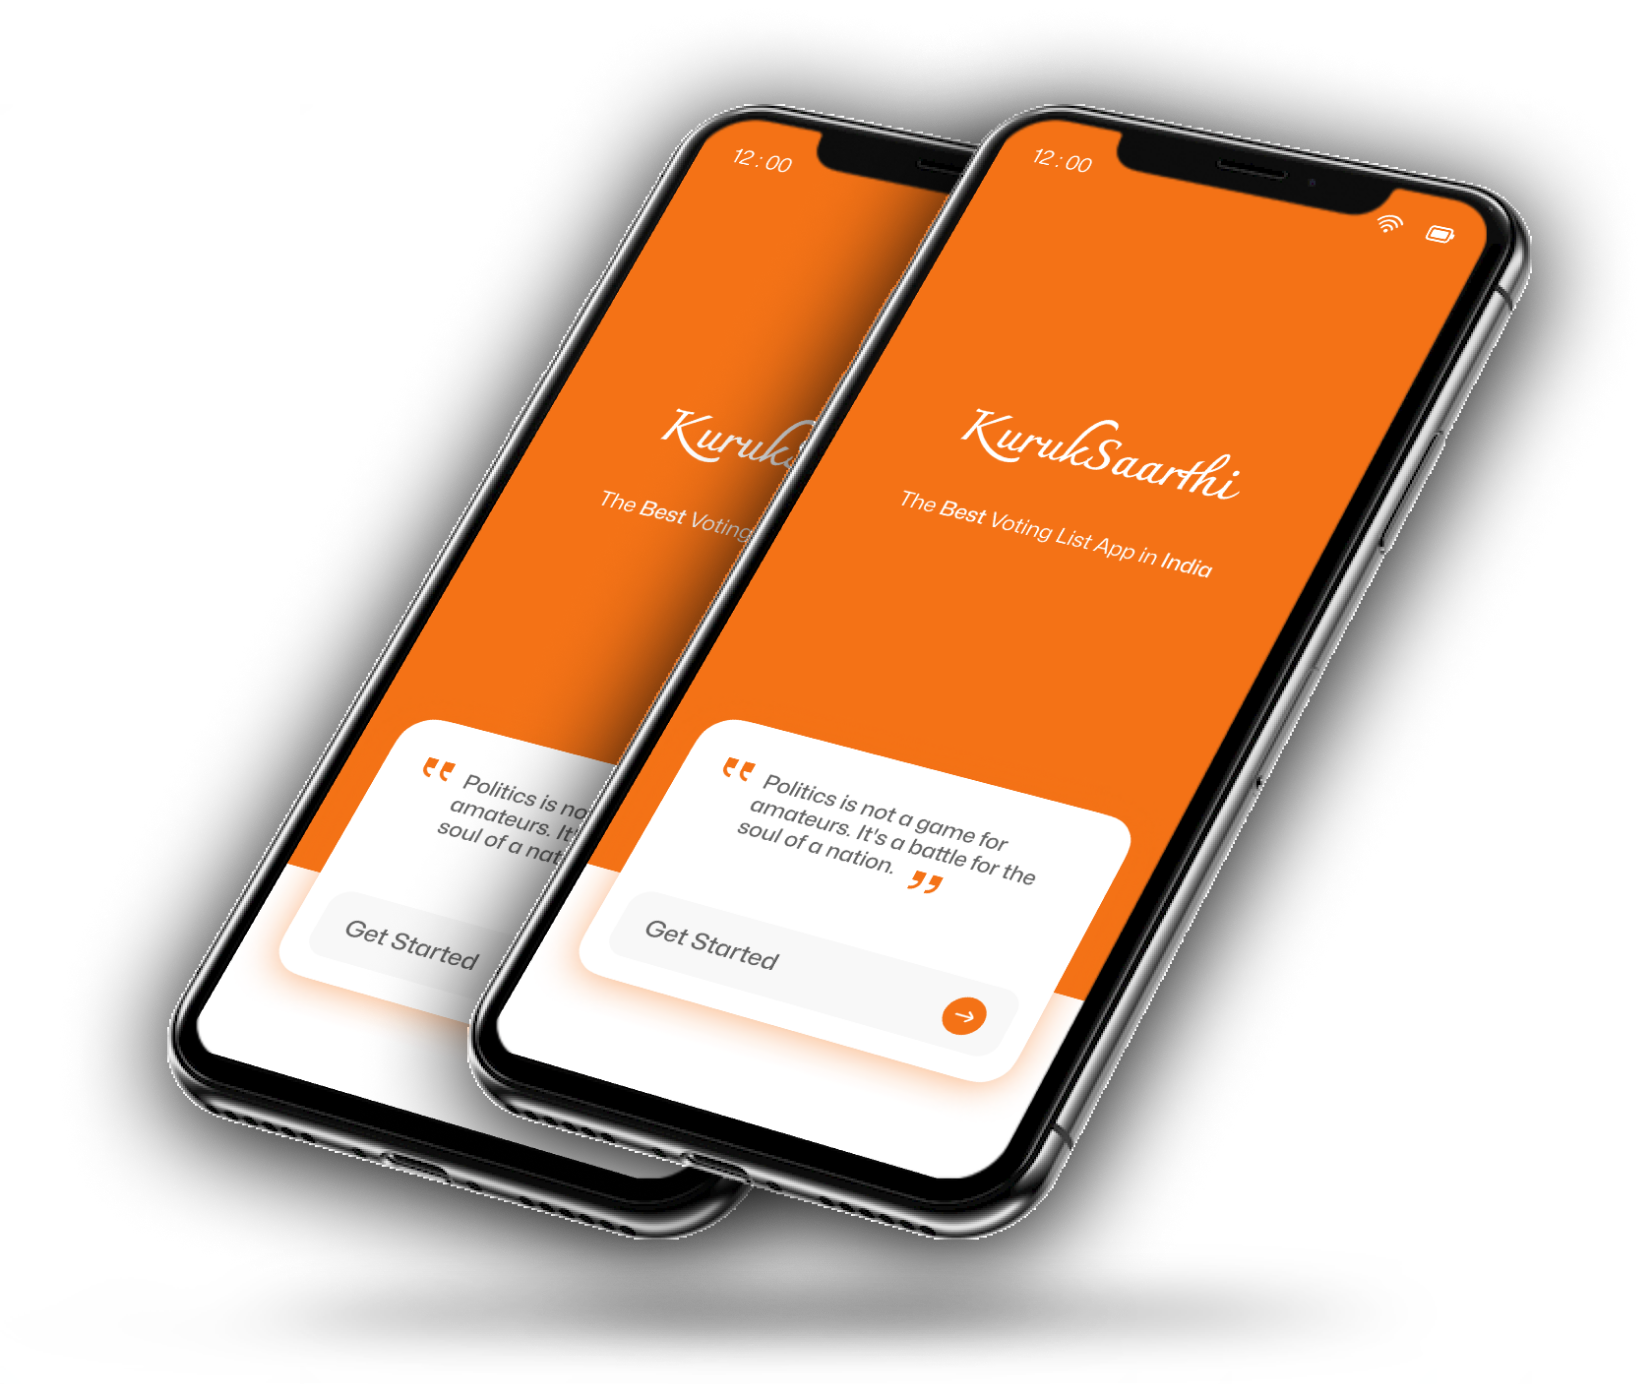 12:00
KurukS
The Best Voting
“ Politics is no
amateurs. It's
soul of a nat
Get Started
12:00
KurukSaarthi
The Best Voting List App in India
“ Politics is not a game for
amateurs. It's a battle for the
soul of a nation. ”
Get Started